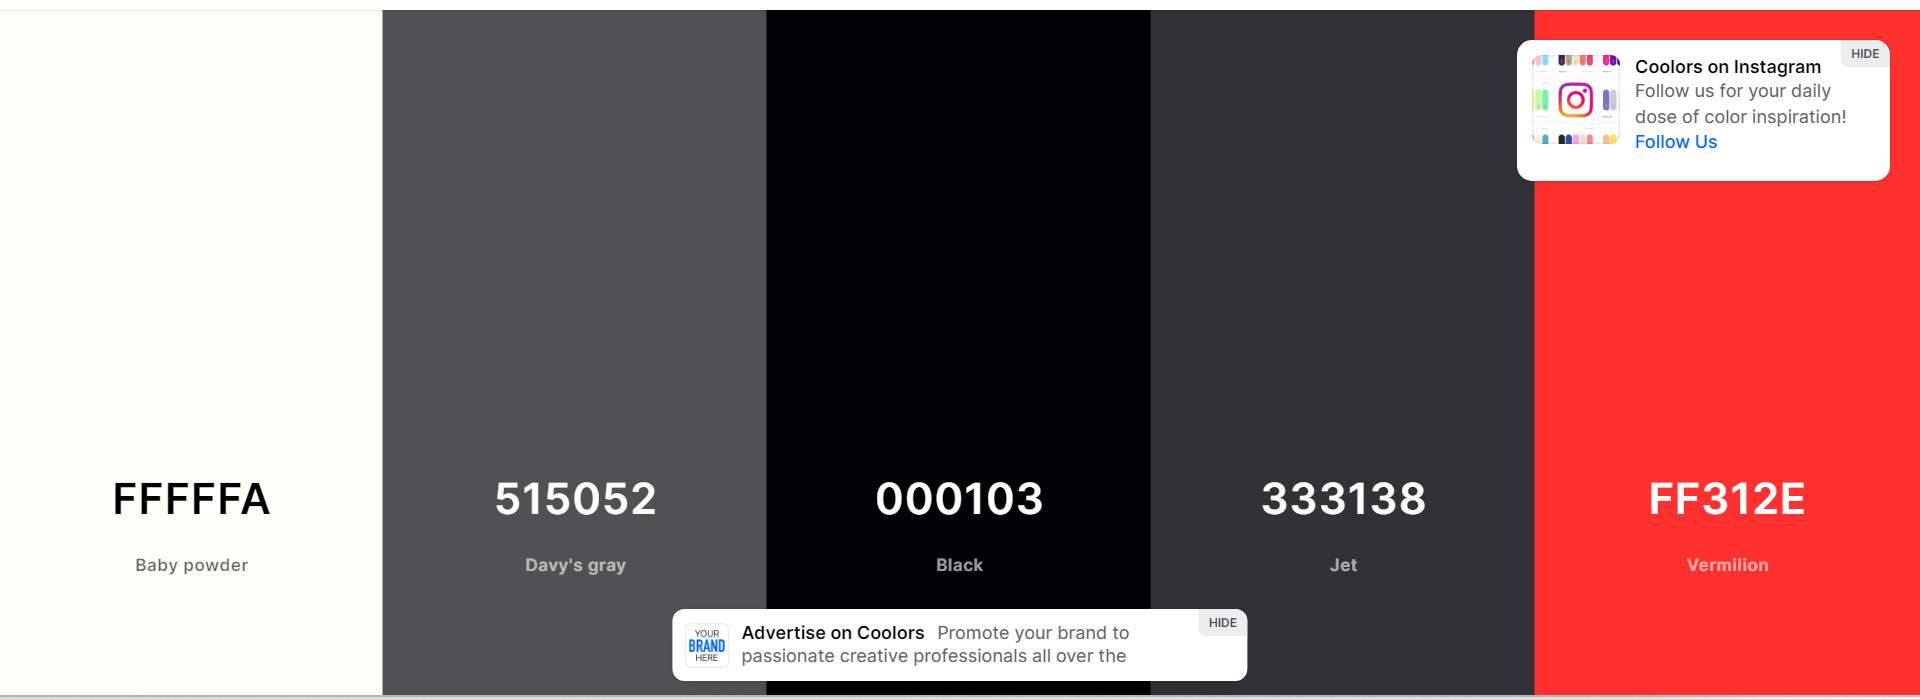 FFFFFA
Baby powder
515052
Davy's gray
000103
Black
333138
Jet
FF312E
Vermilion
HIDE
Coolors on Instagram
Follow us for your daily
dose of color inspiration!
Follow Us
HIDE
YOUR
BRAND
HERE
Advertise on Coolors Promote your brand to
passionate creative professionals all over the